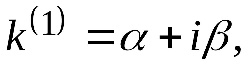 k⁽¹⁾ = α + iβ,